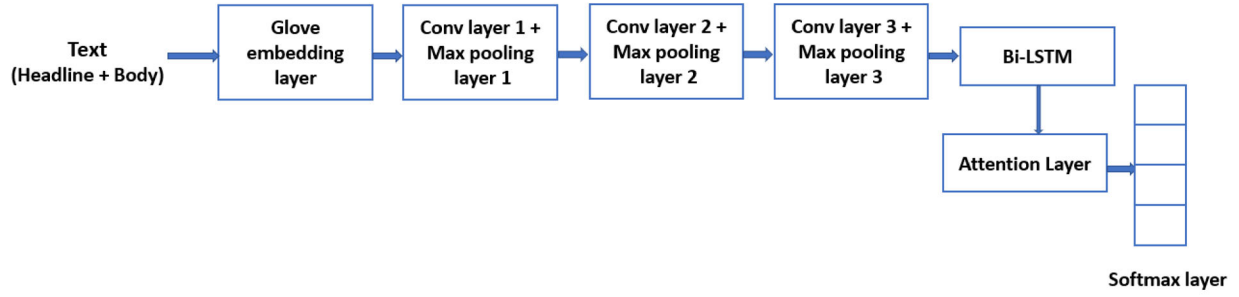 Text
(Headline + Body)
Glove
embedding
layer
Conv layer 1 +
Max pooling
layer 1
Conv layer 2 +
Max pooling
layer 2
Conv layer 3 +
Max pooling
layer 3
Bi-LSTM
Attention Layer
Softmax layer